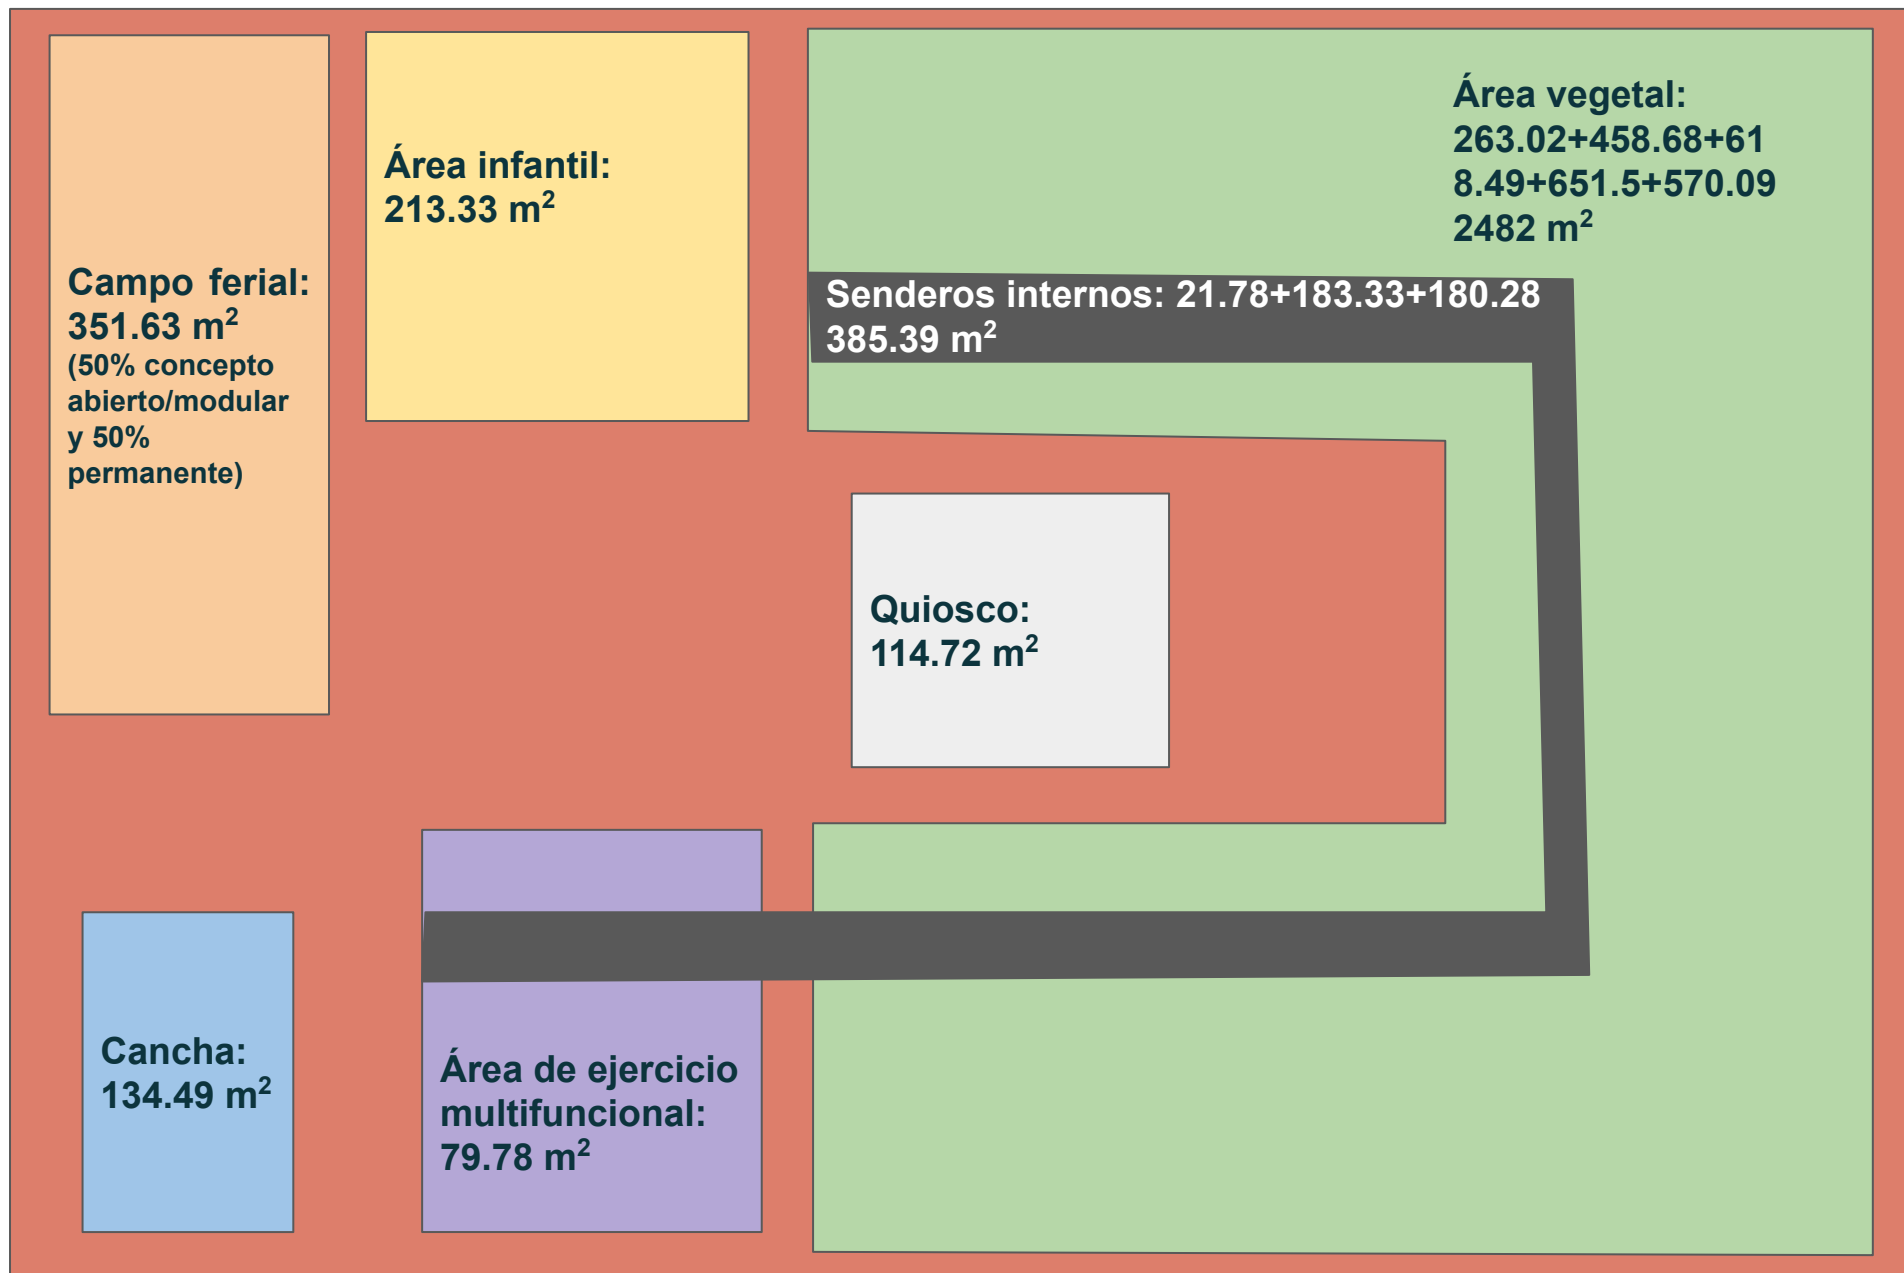 Campo ferial:
351.63 m²
(50% concepto
abierto/modular
y 50%
permanente)
Área infantil:
213.33 m²
Área vegetal:
263.02+458.68+61
8.49+651.5+570.09
2482 m²
Senderos internos: 21.78+183.33+180.28
385.39 m²
Quiosco:
114.72 m²
Cancha:
134.49 m²
Área de ejercicio
multifuncional:
79.78 m²